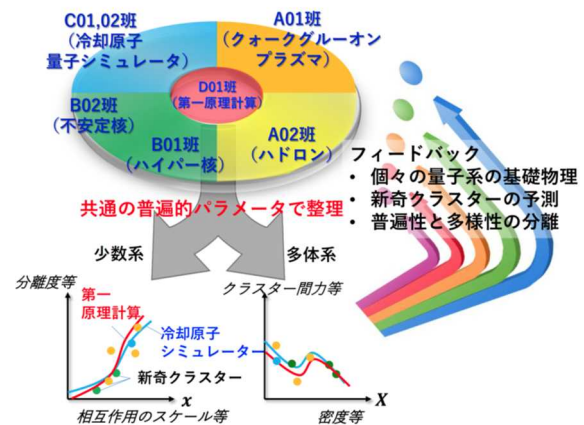 C01,02班
(冷却原子
量子シミュレータ)
A01班
(クォークグルーオン
プラズマ)
D01班
(第一原理計算)
B02班
(不安定核)
B01班
(ハイパー核)
A02班
(ハドロン)
フィードバック
• 個々の量子系の基礎物理
• 新奇クラスターの予測
• 普遍性と多様性の分離
共通の普遍的パラメータで整理
少数系
多体系
分離度等
第一
原理計算
冷却原子
シミュレーター
新奇クラスター
x
相互作用のスケール等
クラスター間力等
X
密度等